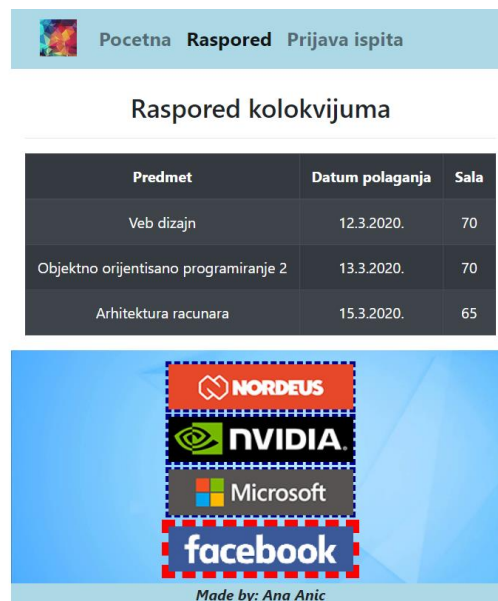 Pocetna Raspored Prijava ispita
Raspored kolokvijuma
Predmet Datum polaganja Sala
Veb dizajn 12.3.2020. 70
Objektno orijentisano programiranje 2 13.3.2020. 70
Arhitektura racunara 15.3.2020. 65
NORDEUS
NVIDIA.
Microsoft
facebook
Made by: Ana Anic